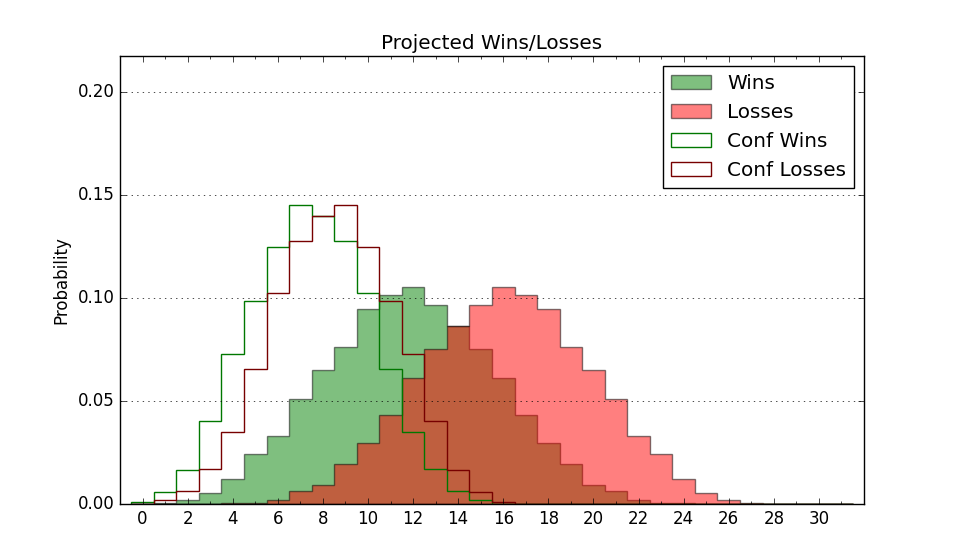 Projected Wins/Losses
Wins
Losses
Conf Wins
Conf Losses
Probability
0.20
0.15
0.10
0.05
0.00
0 2 4 6 8 10 12 14 16 18 20 22 24 26 28 30